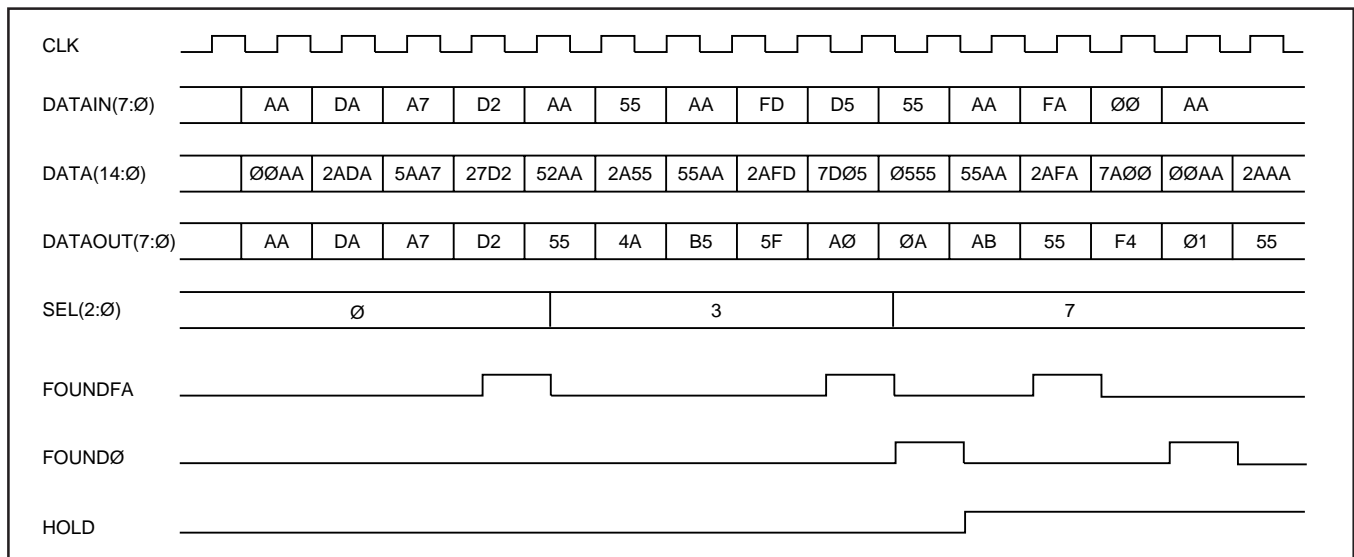 CLK
DATAIN(7:Ø) AA DA A7 D2 AA 55 AA FD D5 55 AA FA ØØ AA
DATA(14:Ø) ØØAA 2ADA 5AA7 27D2 52AA 2A55 55AA 2AFD 7DØ5 Ø555 55AA 2AFA 7AØØ ØØAA 2AAA
DATAOUT(7:Ø) AA DA A7 D2 55 4A B5 5F AØ ØA AB 55 F4 Ø1 55
SEL(2:Ø) Ø 3 7
FOUNDFA
FOUNDØ
HOLD